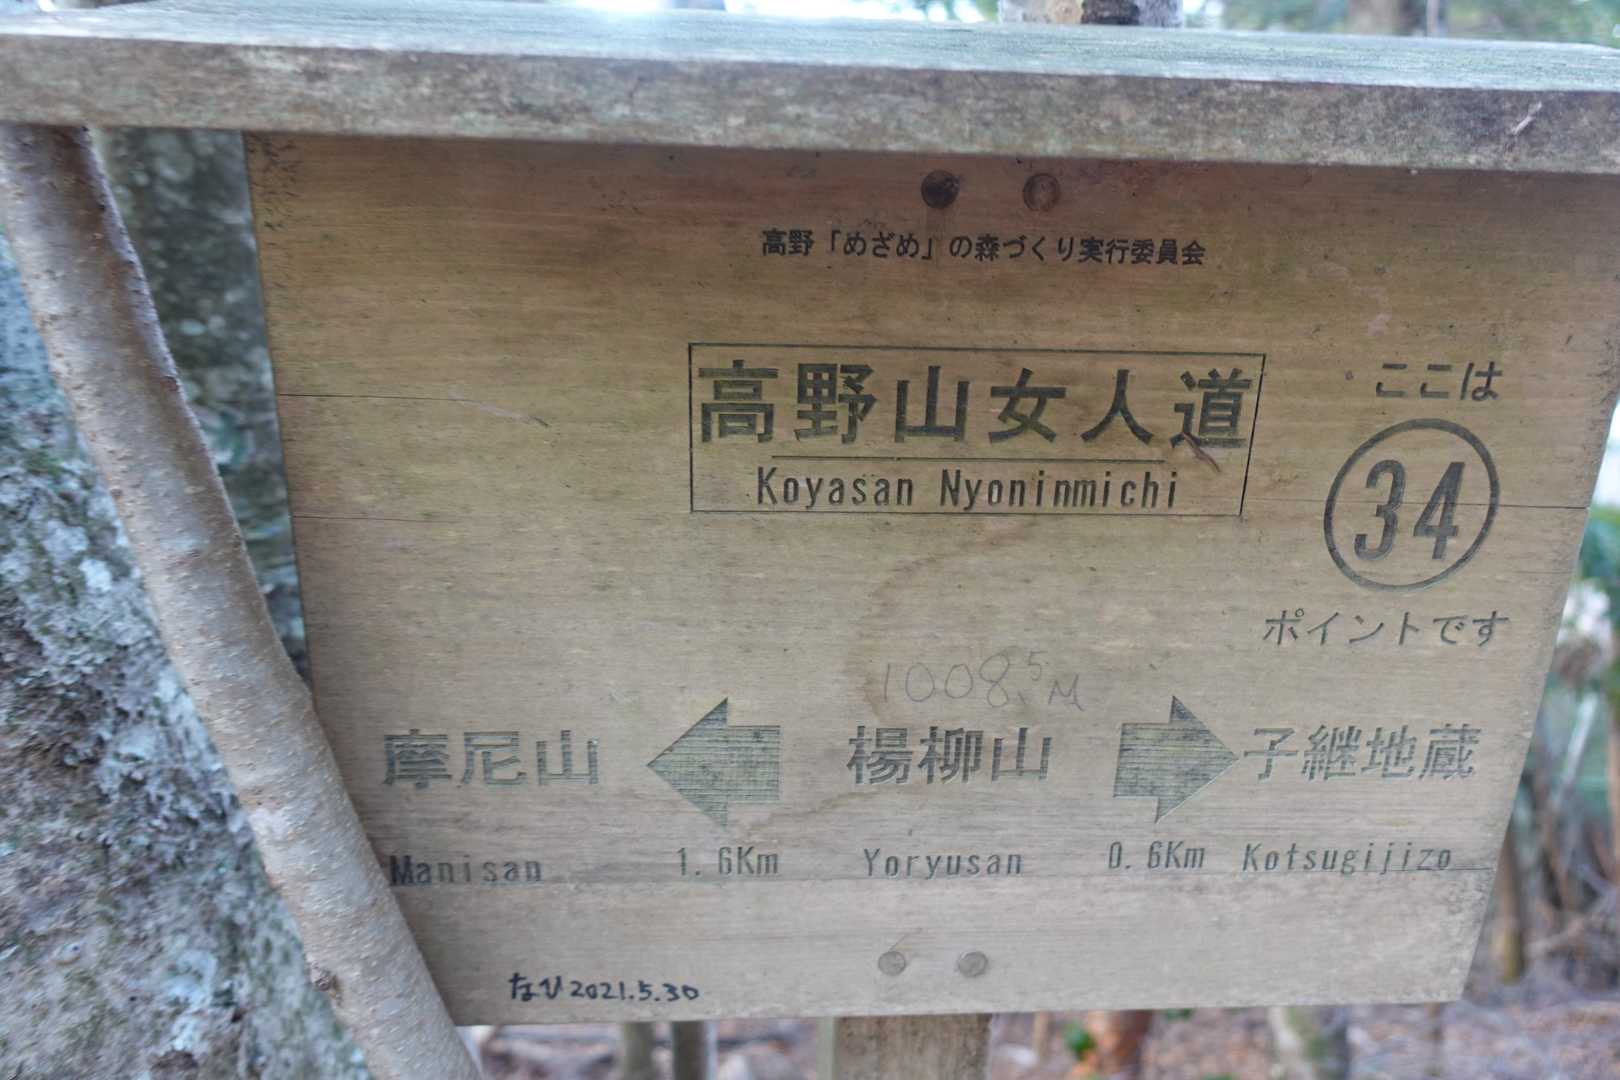 高野「めざめ」の森づくり実行委員会
高野山女人道
Koyasan Nyoninmichi
ここは
34
ポイントです
1008.5M
摩尼山 楊柳山 子継地蔵
Manisan 1.6Km Yoryusan 0.6Km Kotsugijizo
なび 2021.5.30